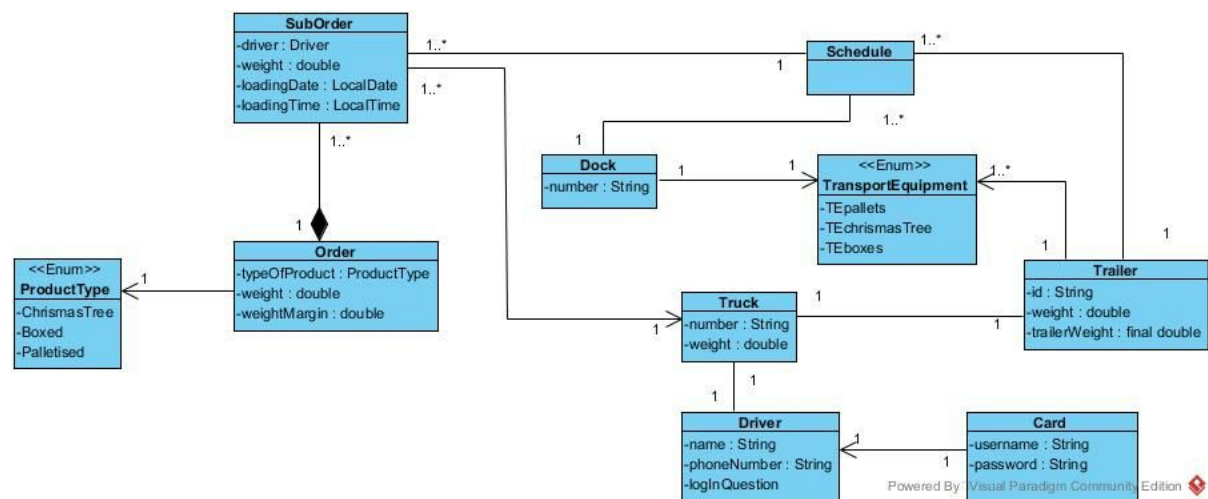 SubOrder
-driver : Driver
-weight : double
-loadingDate : LocalDate
-loadingTime : LocalTime
1..*
1..*
1..*
1
Schedule
1..*
1
1..*
1
Dock
-number : String
1
1
<<Enum>>
TransportEquipment
-TEpallets
-TEchrismasTree
-TEboxes
1..*
1
1
1
Order
-typeOfProduct : ProductType
-weight : double
-weightMargin : double
<<Enum>>
ProductType
-ChrismasTree
-Boxed
-Palletised
1
Trailer
-id : String
-weight : double
-trailerWeight : final double
Truck
-number : String
-weight : double
1
1
1
1
1
Driver
-name : String
-phoneNumber : String
-logInQuestion
1
1
Card
-username : String
-password : String
Powered By Visual Paradigm Community Edition